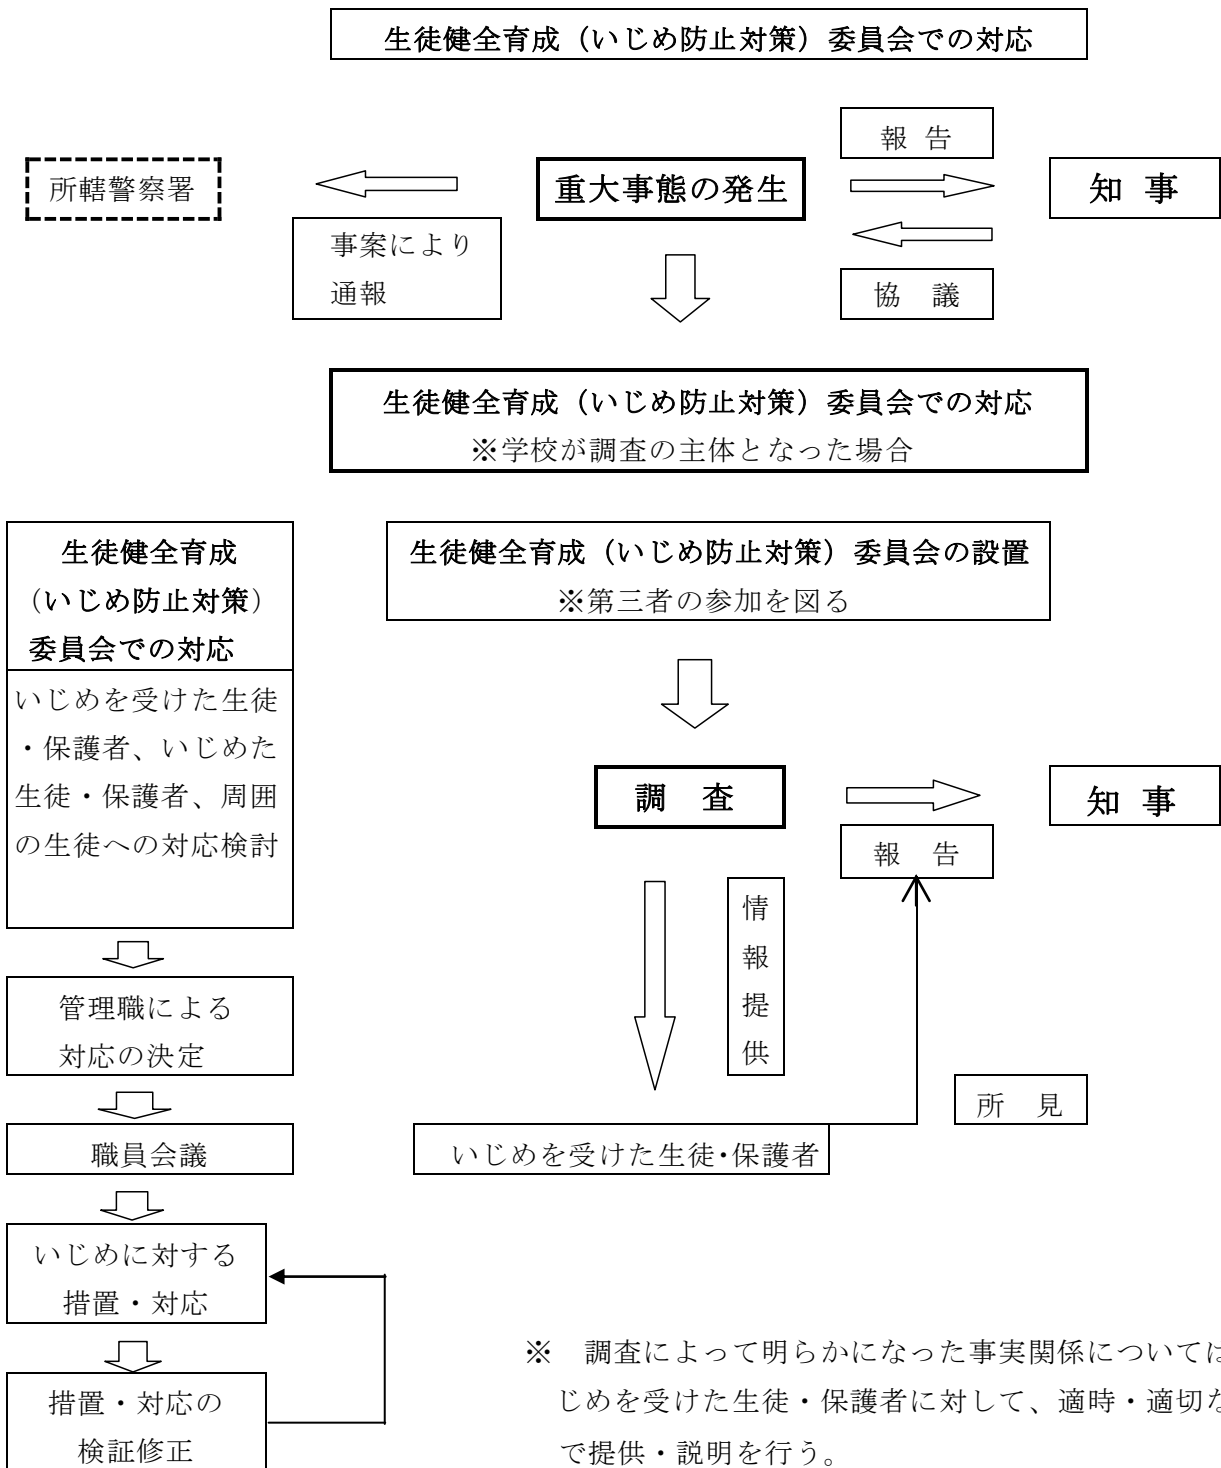 生徒健全育成（いじめ防止対策）委員会での対応
報 告
所轄警察署
重大事態の発生
知 事
事案により
通報
協 議
生徒健全育成（いじめ防止対策）委員会での対応
※学校が調査の主体となった場合
生徒健全育成
（いじめ防止対策）
委員会での対応
いじめを受けた生徒
・保護者、いじめた
生徒・保護者、周囲
の生徒への対応検討
生徒健全育成（いじめ防止対策）委員会の設置
※第三者の参加を図る
調 査
知 事
報 告
情報提供
管理職による
対応の決定
所 見
職員会議
いじめを受けた生徒・保護者
いじめに対する
措置・対応
措置・対応の
検証修正
※ 調査によって明らかになった事実関係については
じめを受けた生徒・保護者に対して、適時・適切な
で提供・説明を行う。